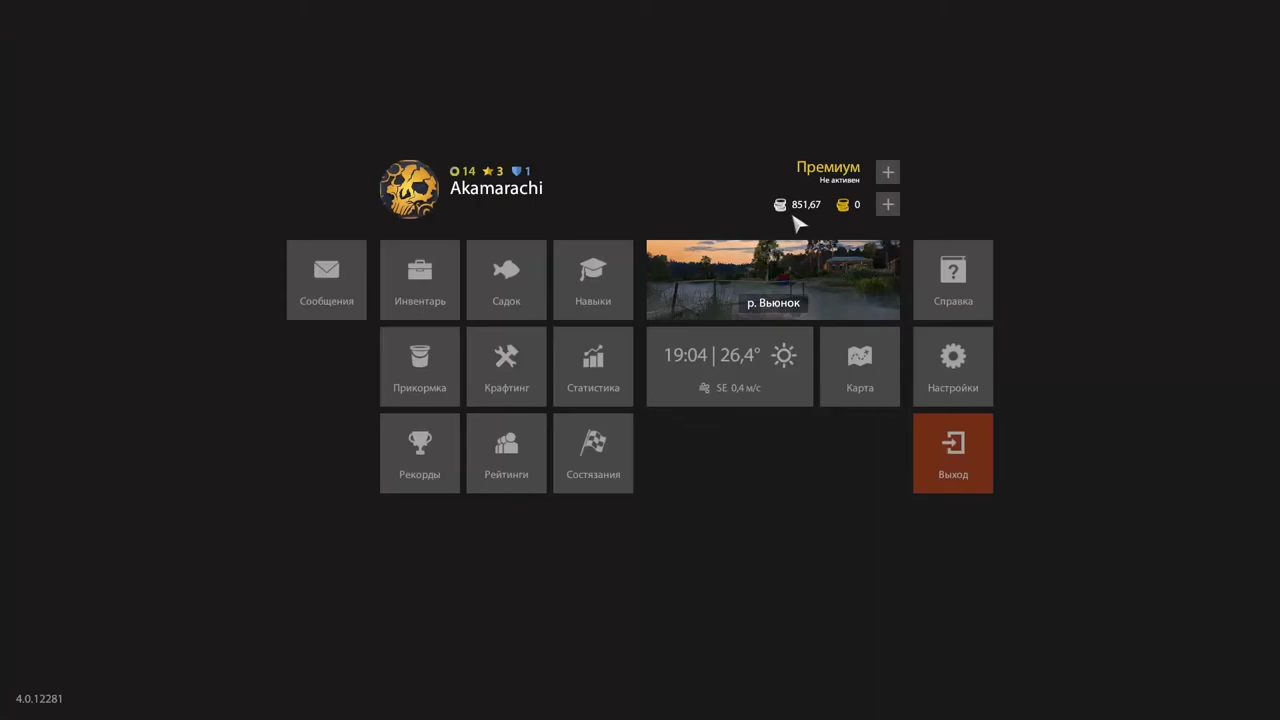 14 3 1
Akamarachi
Премиум
Не активен
851,67 0
Сообщения
Инвентарь
Садок
Навыки
р. Вьюнок
Справка
Прикормка
Крафтинг
Статистика
19:04 | 26,4°
SE 0,4 м/с
Карта
Настройки
Рекорды
Рейтинги
Состязания
Выход
4.0.12281